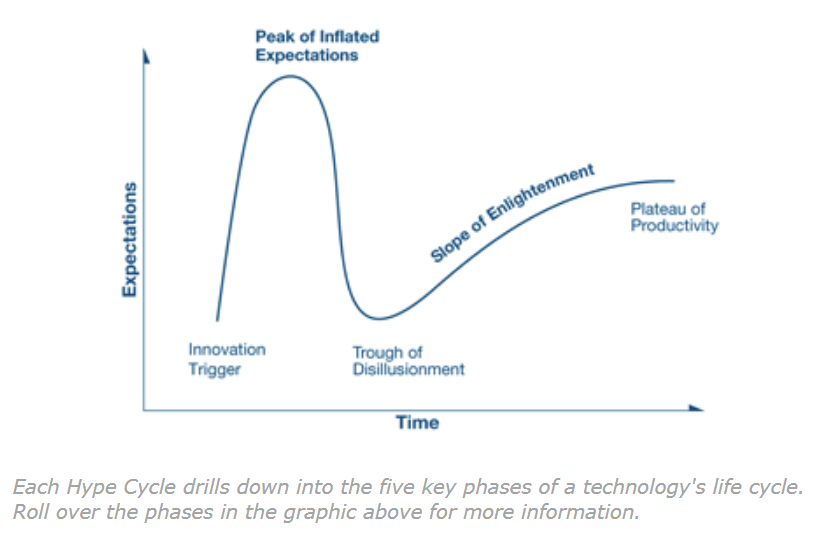 Peak of Inflated
Expectations
Expectations
Slope of Enlightenment
Plateau of
Productivity
Innovation
Trigger
Trough of
Disillusionment
Time
Each Hype Cycle drills down into the five key phases of a technology's life cycle.
Roll over the phases in the graphic above for more information.